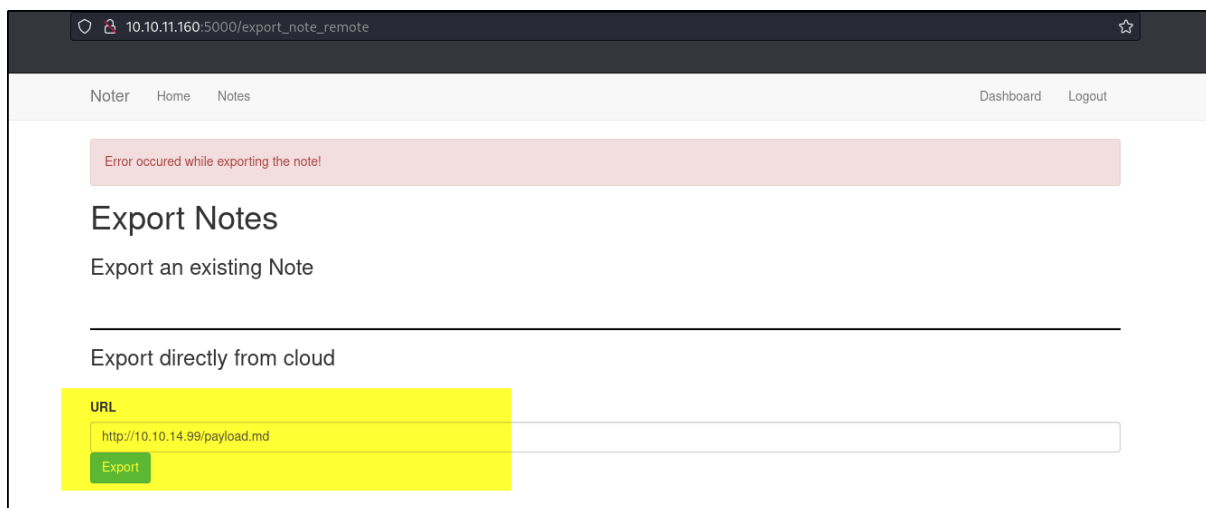 10.10.11.160:5000/export_note_remote
Noter Home Notes Dashboard Logout
Error occured while exporting the note!
Export Notes
Export an existing Note
Export directly from cloud
URL
http://10.10.14.99/payload.md
Export